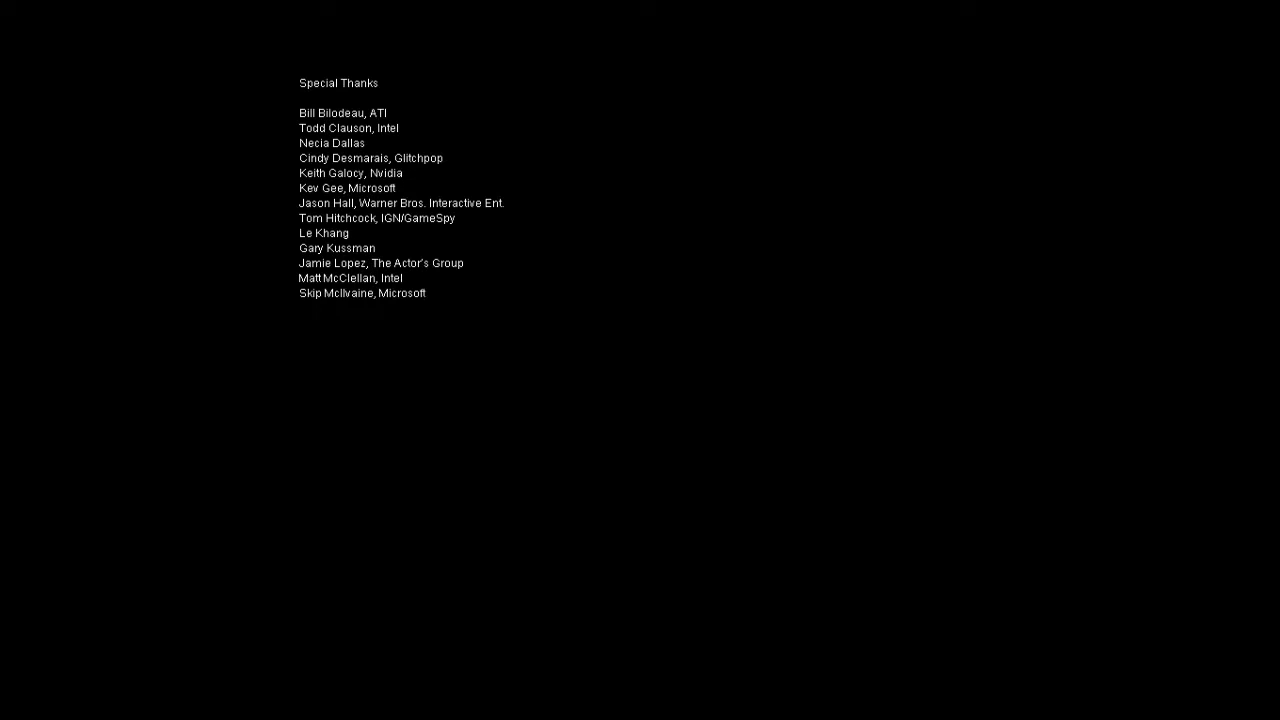 Special Thanks
Bill Bilodeau, ATI
Todd Clauson, Intel
Necia Dallas
Cindy Desmarais, Glitchpop
Keith Galocy, Nvidia
Kev Gee, Microsoft
Jason Hall, Warner Bros. Interactive Ent.
Tom Hitchcock, IGN/GameSpy
Le Khang
Gary Kussman
Jamie Lopez, The Actor's Group
Matt McClellan, Intel
Skip McIlvaine, Microsoft